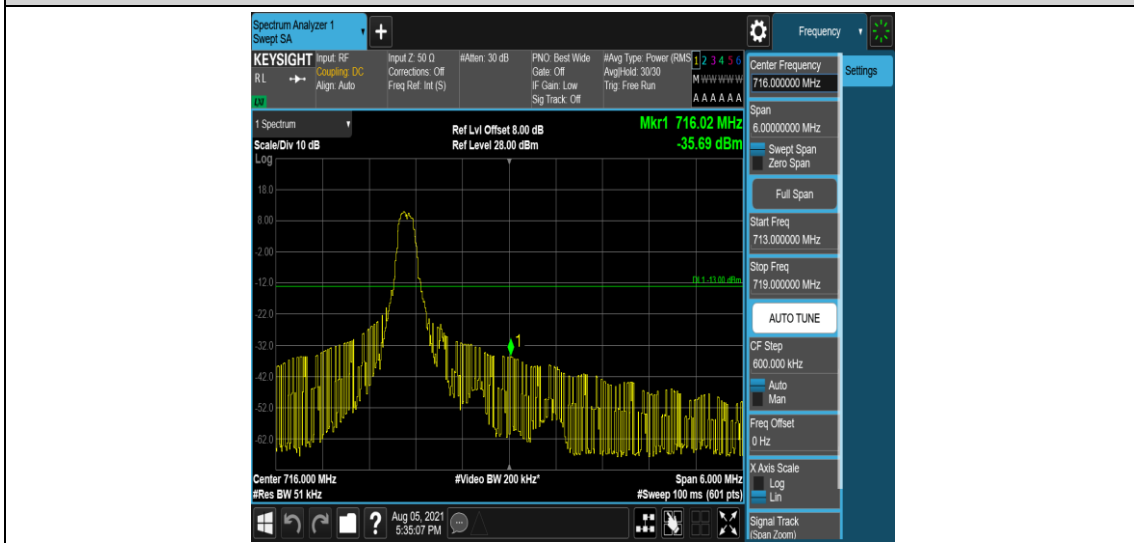 Spectrum Analyzer 1
Swept SA
+
Frequency
KEYSIGHT
RL
LXI
Input: RF
Coupling: DC
Align: Auto
Input Z: 50 Ω
Corrections: Off
Freq Ref: Int (S)
#Atten: 30 dB
PNO: Best Wide
Gate: Off
IF Gain: Low
Sig Track: Off
#Avg Type: Power (RMS
Avg|Hold: 30/30
Trig: Free Run
1 2 3 4 5 6
M W W W W W
A A A A A A
1 Spectrum
Scale/Div 10 dB
Log
Ref Lvl Offset 8.00 dB
Ref Level 28.00 dBm
Mkr1 716.02 MHz
-35.69 dBm
18.0
8.00
-2.00
-12.0
-22.0
-32.0
-42.0
-52.0
-62.0
DL1 -13.00 dBm
1
Center 716.000 MHz
#Res BW 51 kHz
#Video BW 200 kHz*
Span 6.000 MHz
#Sweep 100 ms (601 pts)
Center Frequency
716.000000 MHz
Settings
Span
6.00000000 MHz
Swept Span
Zero Span
Full Span
Start Freq
713.000000 MHz
Stop Freq
719.000000 MHz
AUTO TUNE
CF Step
600.000 kHz
Auto
Man
Freq Offset
0 Hz
X Axis Scale
Log
Lin
Signal Track
(Span Zoom)
?
Aug 05, 2021
5:35:07 PM